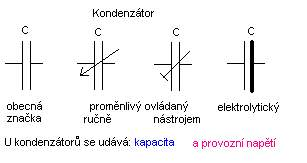 Kondenzátor
C C C C
obecná proměnlivý ovládaný elektrolytický
značka ručně nástrojem
U kondenzátorů se udává: kapacita a provozní napětí